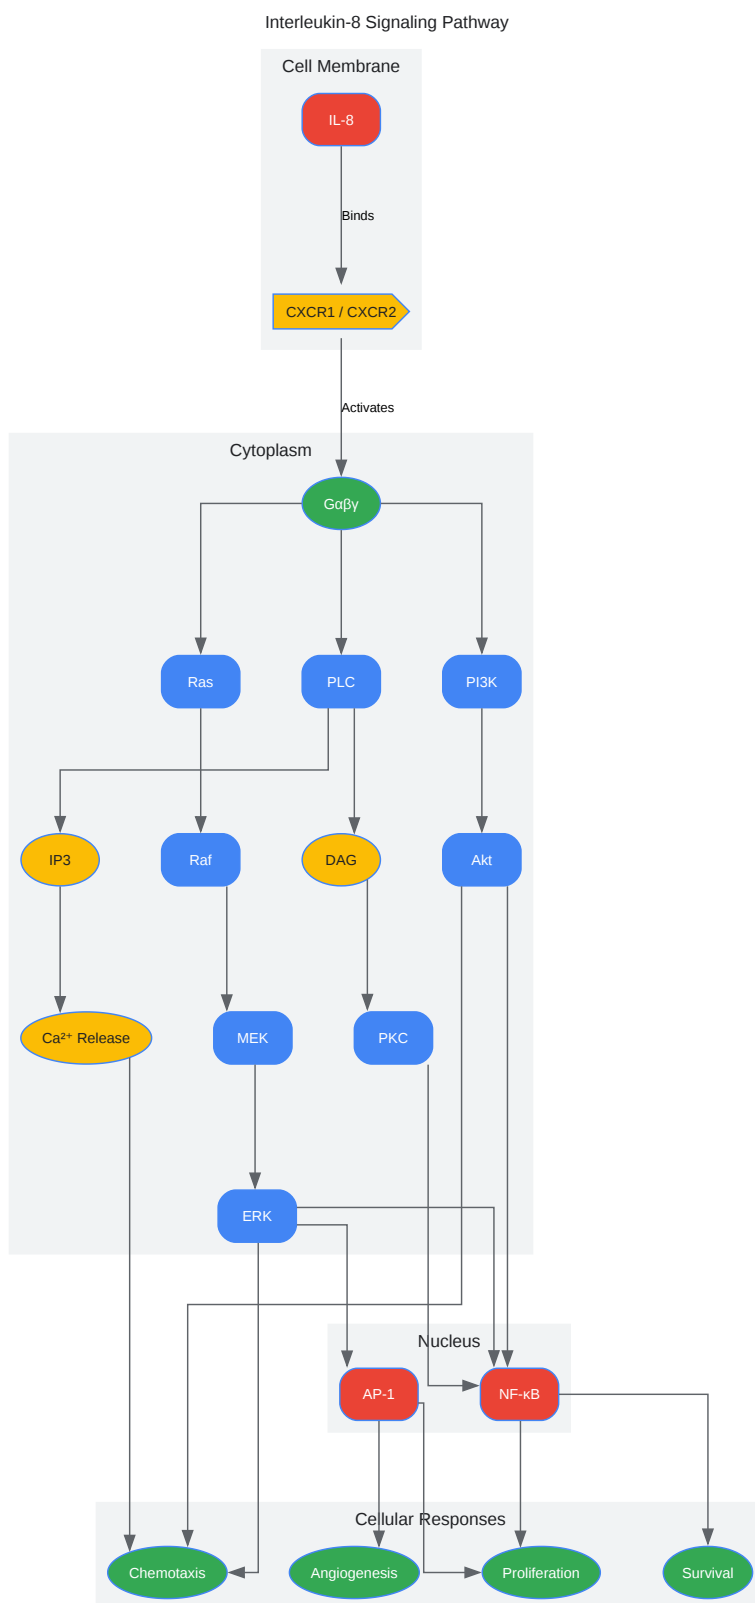 Interleukin-8 Signaling Pathway
Cell Membrane
IL-8
Binds
CXCR1 / CXCR2
Activates
Cytoplasm
Gαβγ
Ras
PLC
PI3K
IP3
Raf
DAG
Akt
Ca²⁺ Release
MEK
PKC
ERK
Nucleus
AP-1
NF-κB
Cellular Responses
Chemotaxis
Angiogenesis
Proliferation
Survival